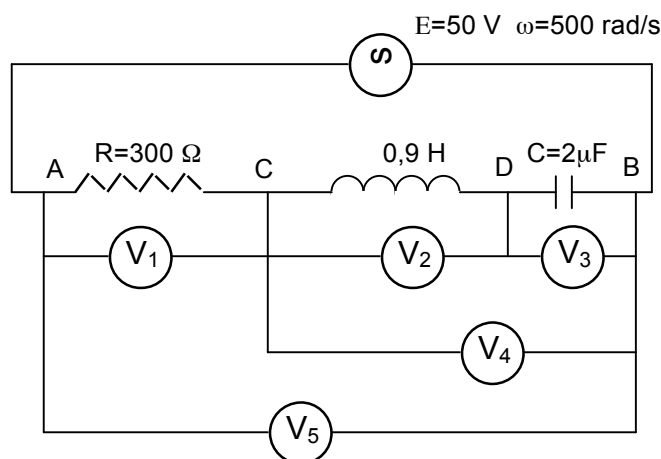 E=50 V ω=500 rad/s
S
A R=300 Ω C 0,9 H D C=2μF B
V1 V2 V3
V4
V5